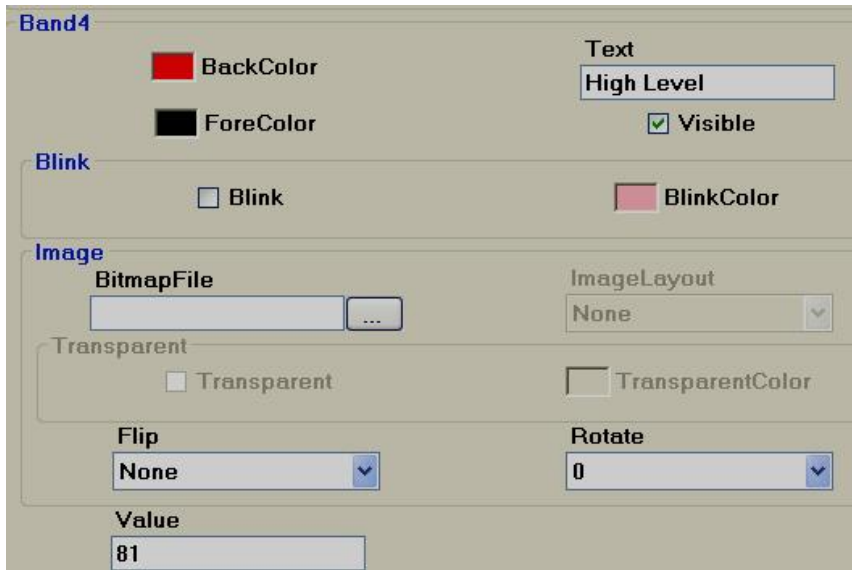 Band4
BackColor
Text
High Level
ForeColor
Visible
Blink
Blink
BlinkColor
Image
BitmapFile
...
ImageLayout
None
Transparent
Transparent
TransparentColor
Flip
None
Rotate
0
Value
81